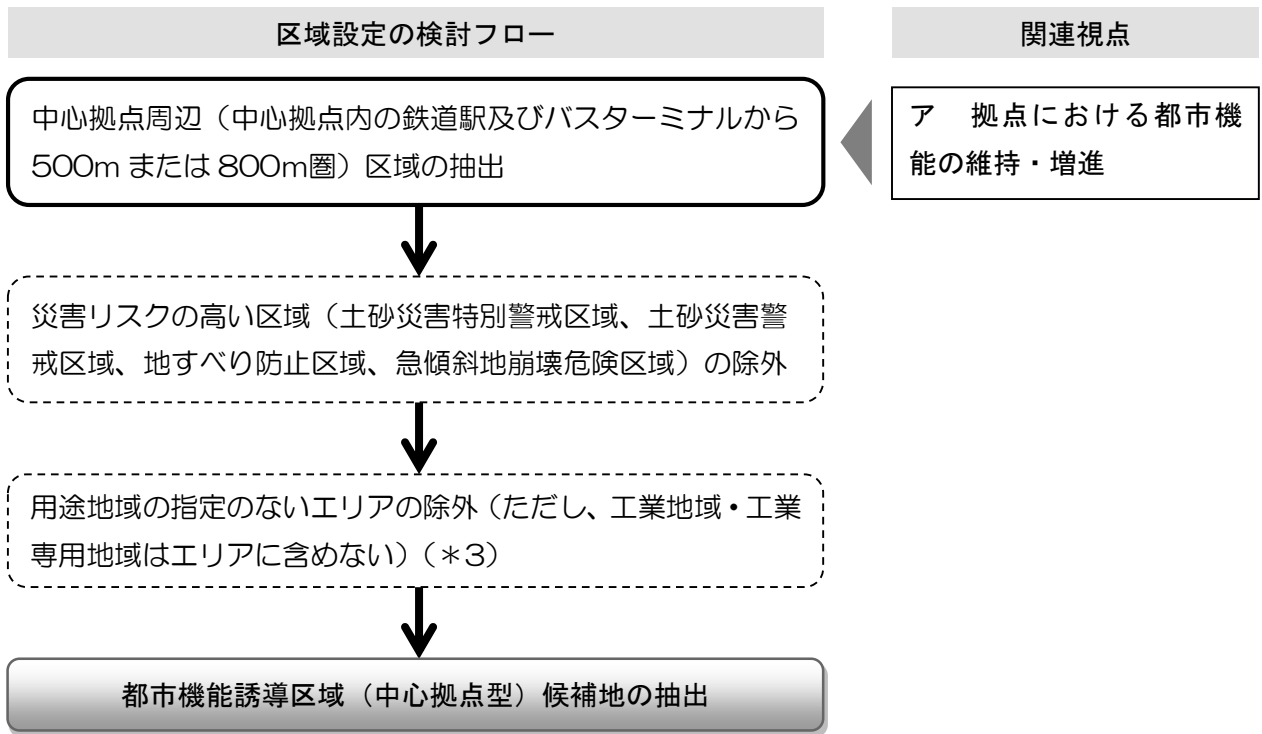 区域設定の検討フロー
関連視点
中心拠点周辺（中心拠点内の鉄道駅及びバスターミナルから
500m または 800m圏）区域の抽出
ア　拠点における都市機
能の維持・増進
災害リスクの高い区域（土砂災害特別警戒区域、土砂災害警
戒区域、地すべり防止区域、急傾斜地崩壊危険区域）の除外
用途地域の指定のないエリアの除外（ただし、工業地域・工業
専用地域はエリアに含めない）（＊3）
都市機能誘導区域（中心拠点型）候補地の抽出